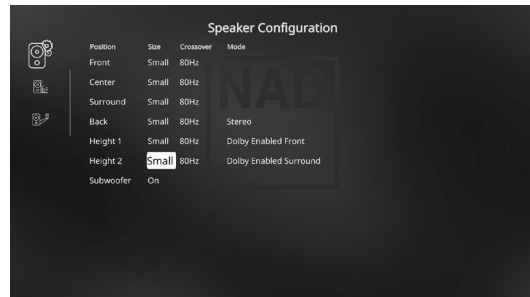 Speaker Configuration
Position Size Crossover Mode
Front Small 80Hz
Center Small 80Hz
Surround Small 80Hz
Back Small 80Hz Stereo
Height 1 Small 80Hz Dolby Enabled Front
Height 2 Small 80Hz Dolby Enabled Surround
Subwoofer On
NAD